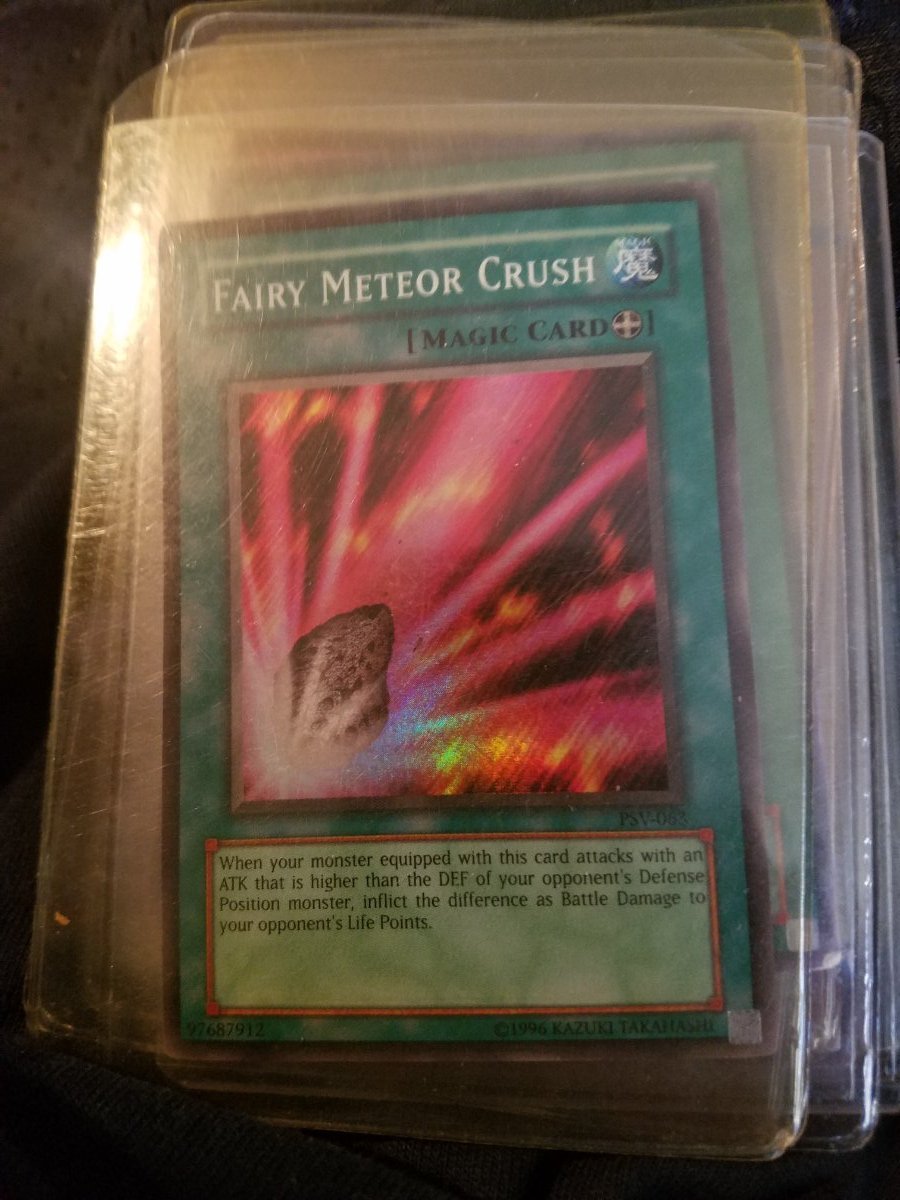 FAIRY METEOR CRUSH
MAGIC
魔
[MAGIC CARD]
When your monster equipped with this card attacks with an
ATK that is higher than the DEF of your opponent's Defense
Position monster, inflict the difference as Battle Damage to
your opponent's Life Points.
97687912
©1996 KAZUKI TAKAHASHI